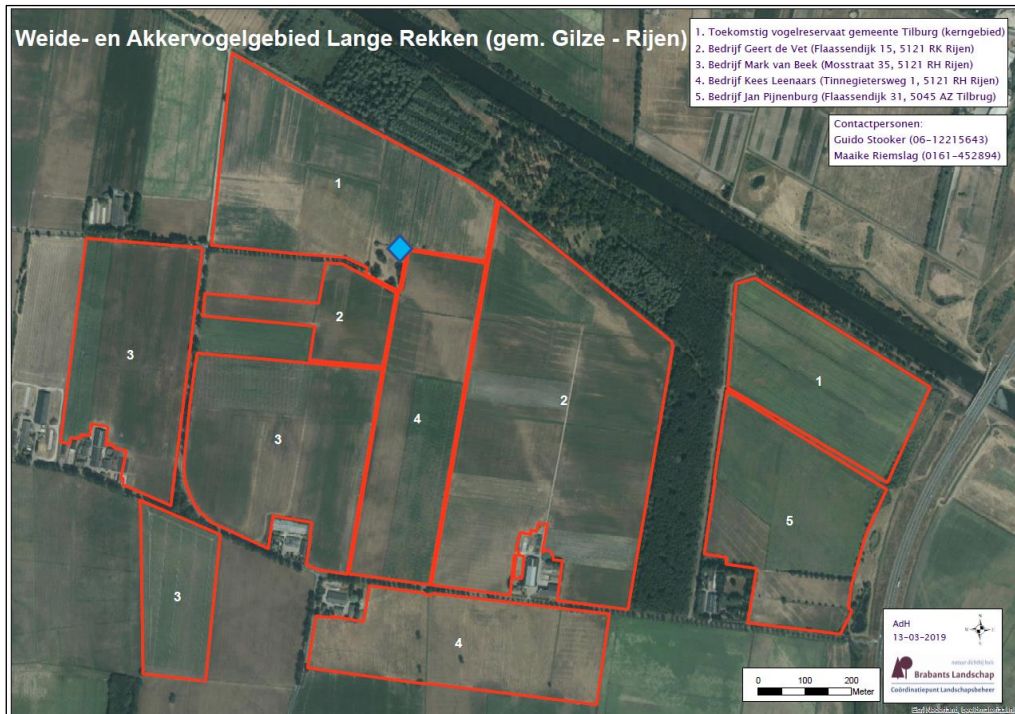 Weide- en Akkervogelgebied Lange Rekken (gem. Gilze - Rijen)
1. Toekomstig vogelreservaat gemeente Tilburg (kerngebied)
2. Bedrijf Geert de Vet (Flaassendijk 15, 5121 RK Rijen)
3. Bedrijf Mark van Beek (Mosstraat 35, 5121 RH Rijen)
4. Bedrijf Kees Leenaars (Tinnegietersweg 1, 5121 RH Rijen)
5. Bedrijf Jan Pijnenburg (Flaassendijk 31, 5045 AZ Tilbrug)
Contactpersonen:
Guido Stooker (06-12215643)
Maaike Riemslag (0161-452894)
1
2
3
3
4
2
1
5
3
4
AdH
13-03-2019
Brabants Landschap
Coördinatiepunt Landschapsbeheer
0 100 200
Meter